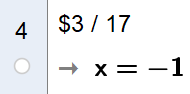 4
$3 / 17
→ x = −1